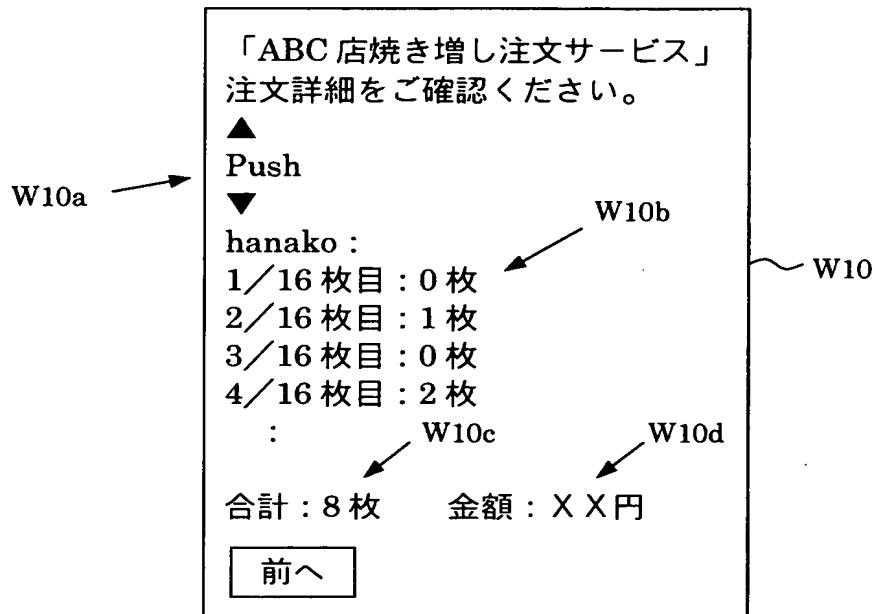 「ABC 店焼き増し注文サービス」
注文詳細をご確認ください。
▲
Push
▼
W10a
W10b
hanako：
1／16 枚目：0 枚
W10
2／16 枚目：1 枚
3／16 枚目：0 枚
4／16 枚目：2 枚
：
W10c
W10d
合計：8 枚　　金額：ＸＸ円
前へ